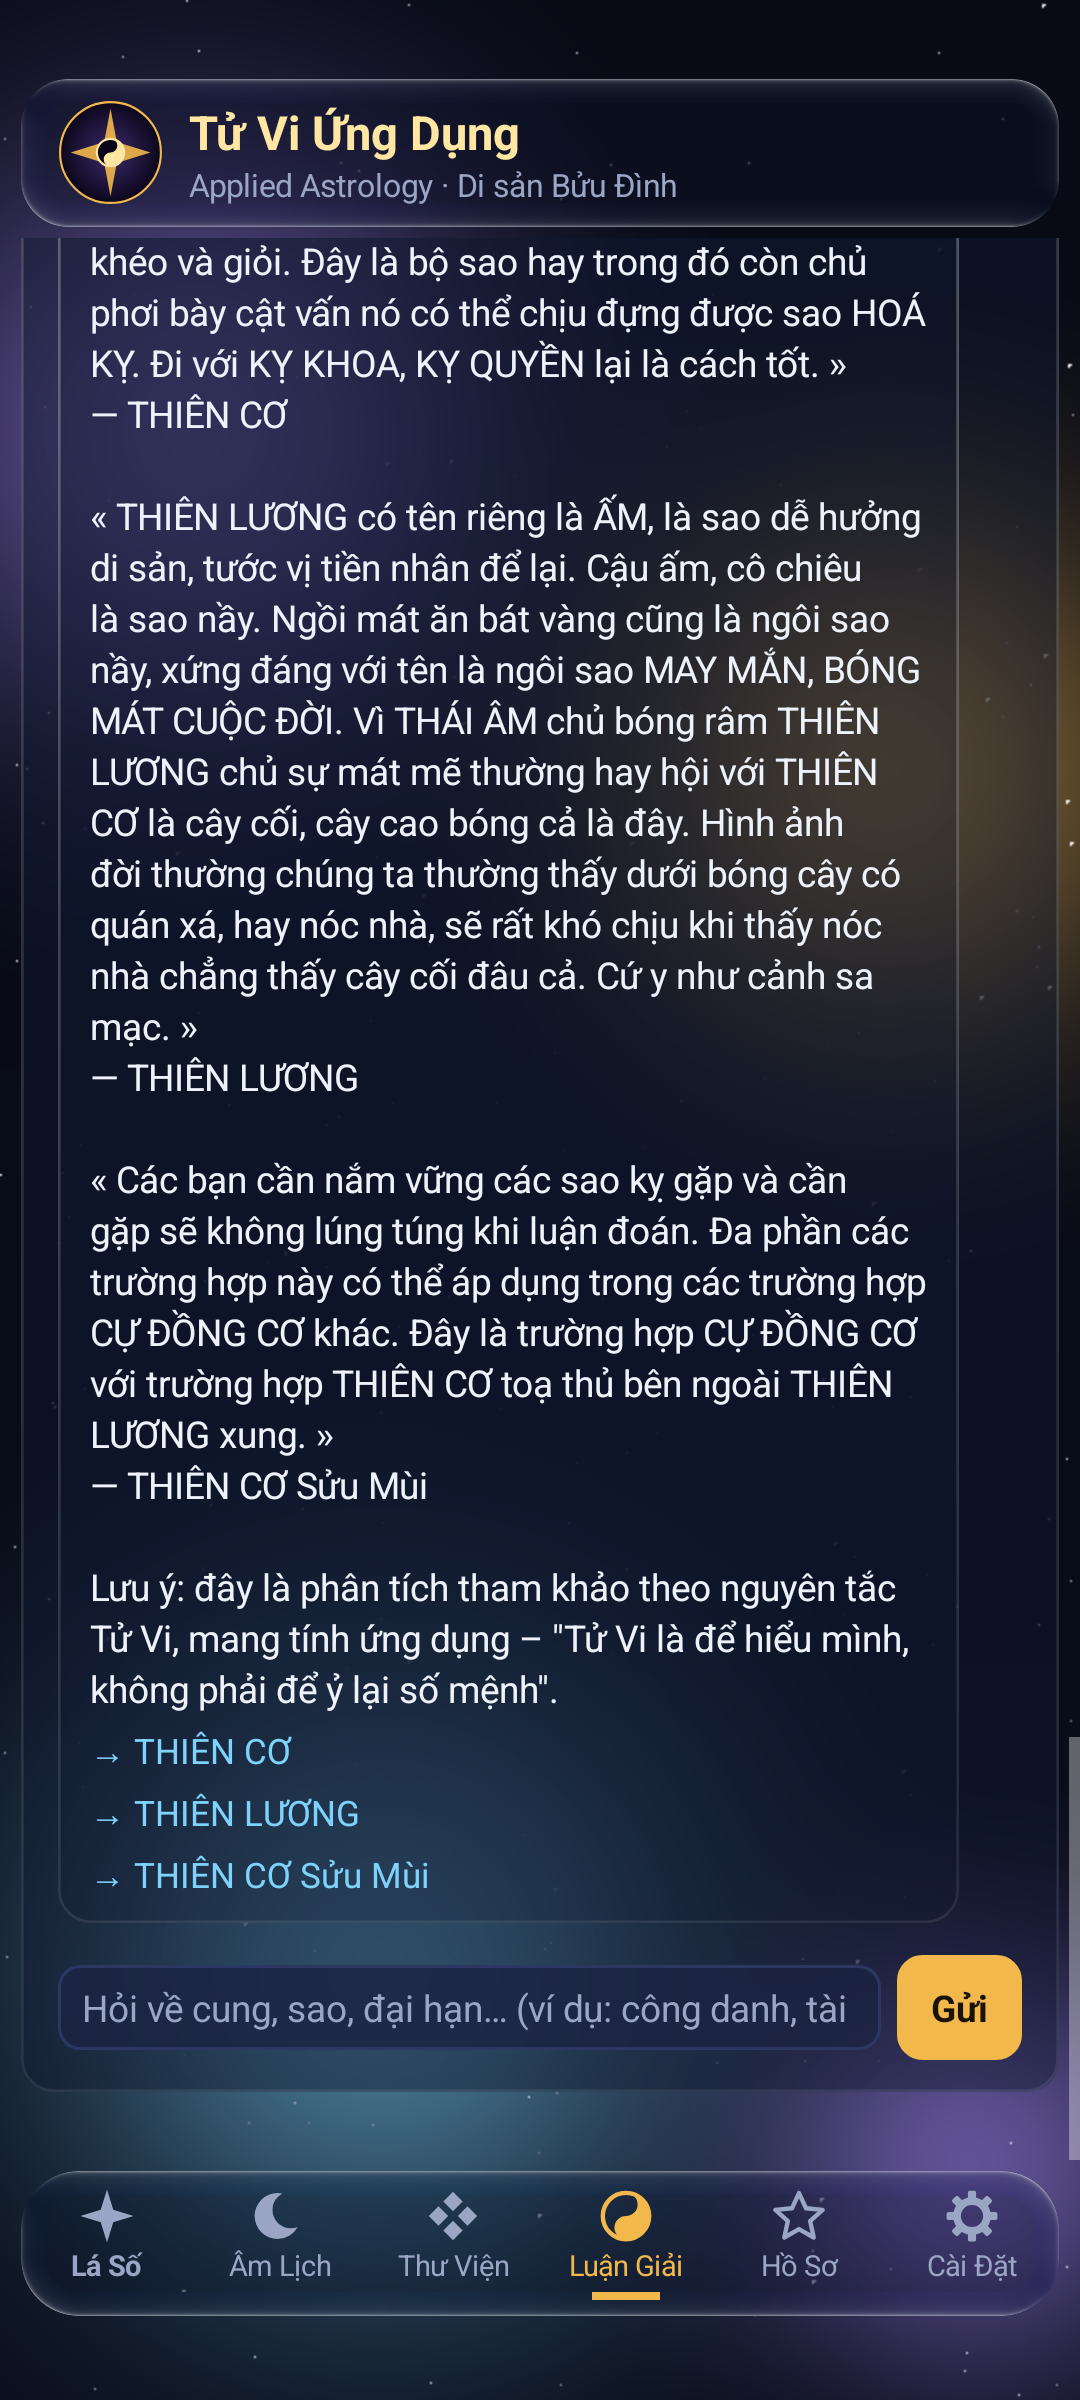 Tử Vi Ứng Dụng
Applied Astrology · Di sản Bửu Đình
khéo và giỏi. Đây là bộ sao hay trong đó còn chủ
phơi bày cật vấn nó có thể chịu đựng được sao HOÁ
KỴ. Đi với KỴ KHOA, KỴ QUYỀN lại là cách tốt. »
— THIÊN CƠ
« THIÊN LƯƠNG có tên riêng là ẤM, là sao dễ hưởng
di sản, tước vị tiền nhân để lại. Cậu ấm, cô chiêu
là sao nầy. Ngồi mát ăn bát vàng cũng là ngôi sao
nầy, xứng đáng với tên là ngôi sao MAY MẮN, BÓNG
MÁT CUỘC ĐỜI. Vì THÁI ÂM chủ bóng râm THIÊN
LƯƠNG chủ sự mát mẽ thường hay hội với THIÊN
CƠ là cây cối, cây cao bóng cả là đây. Hình ảnh
đời thường chúng ta thường thấy dưới bóng cây có
quán xá, hay nóc nhà, sẽ rất khó chịu khi thấy nóc
nhà chẳng thấy cây cối đâu cả. Cứ y như cảnh sa
mạc. »
— THIÊN LƯƠNG
« Các bạn cần nắm vững các sao kỵ gặp và cần
gặp sẽ không lúng túng khi luận đoán. Đa phần các
trường hợp này có thể áp dụng trong các trường hợp
CỰ ĐỒNG CƠ khác. Đây là trường hợp CỰ ĐỒNG CƠ
với trường hợp THIÊN CƠ toạ thủ bên ngoài THIÊN
LƯƠNG xung. »
— THIÊN CƠ Sửu Mùi
Lưu ý: đây là phân tích tham khảo theo nguyên tắc
Tử Vi, mang tính ứng dụng – "Tử Vi là để hiểu mình,
không phải để ỷ lại số mệnh".
→ THIÊN CƠ
→ THIÊN LƯƠNG
→ THIÊN CƠ Sửu Mùi
Hỏi về cung, sao, đại hạn... (ví dụ: công danh, tài
Gửi
Lá Số
Âm Lịch
Thư Viện
Luận Giải
Hồ Sơ
Cài Đặt